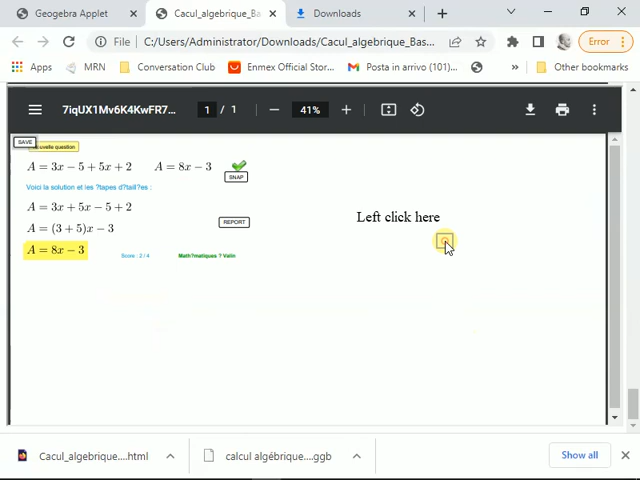 Geogebra Applet
Cacul_algebrique_Bas
Downloads
File C:/Users/Administrator/Downloads/Cacul_algebrique_Bas...
Error
Apps MRN Conversation Club Enmex Official Stor... Posta in arrivo (101)... » Other bookmarks
7iqUX1Mv6K4KwFR7... 1 / 1 41%
SAVE
ouvelle question
A = 3x − 5 + 5x + 2 A = 8x − 3
SNAP
Voici la solution et les ?tapes d?taill?es :
A = 3x + 5x − 5 + 2
Left click here
REPORT
A = (3 + 5)x − 3
A = 8x − 3
Score : 2 / 4 Math?matiques ? Valin
Cacul_algebrique....html calcul algébrique....ggb Show all